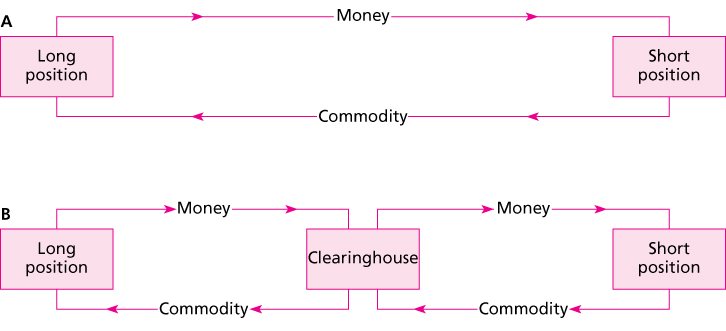 A
Money
Long
position
Short
position
Commodity
B
Money
Money
Long
position
Clearinghouse
Short
position
Commodity
Commodity